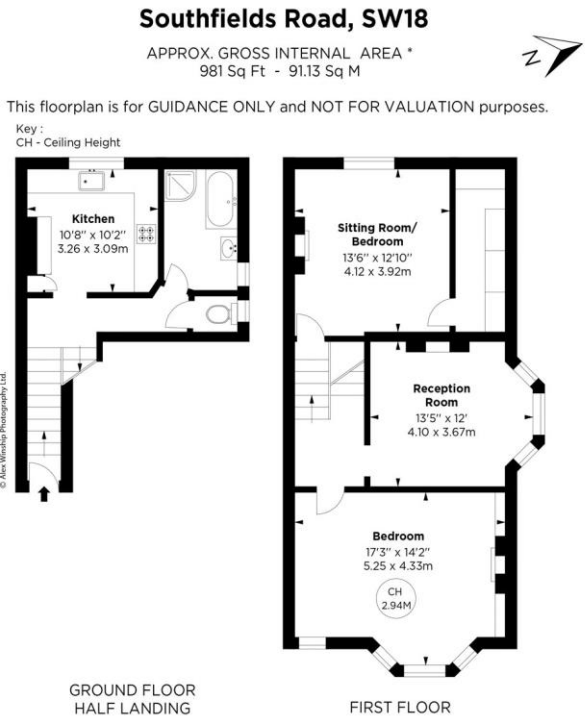 Southfields Road, SW18
APPROX. GROSS INTERNAL AREA *
981 Sq Ft - 91.13 Sq M
N
This floorplan is for GUIDANCE ONLY and NOT FOR VALUATION purposes.
Key :
CH - Ceiling Height
Kitchen
10'8" x 10'2"
3.26 x 3.09m
© Alex Winship Photography Ltd.
GROUND FLOOR
HALF LANDING
Sitting Room/
Bedroom
13'6" x 12'10"
4.12 x 3.92m
Reception
Room
13'5" x 12'
4.10 x 3.67m
Bedroom
17'3" x 14'2"
5.25 x 4.33m
CH
2.94M
FIRST FLOOR